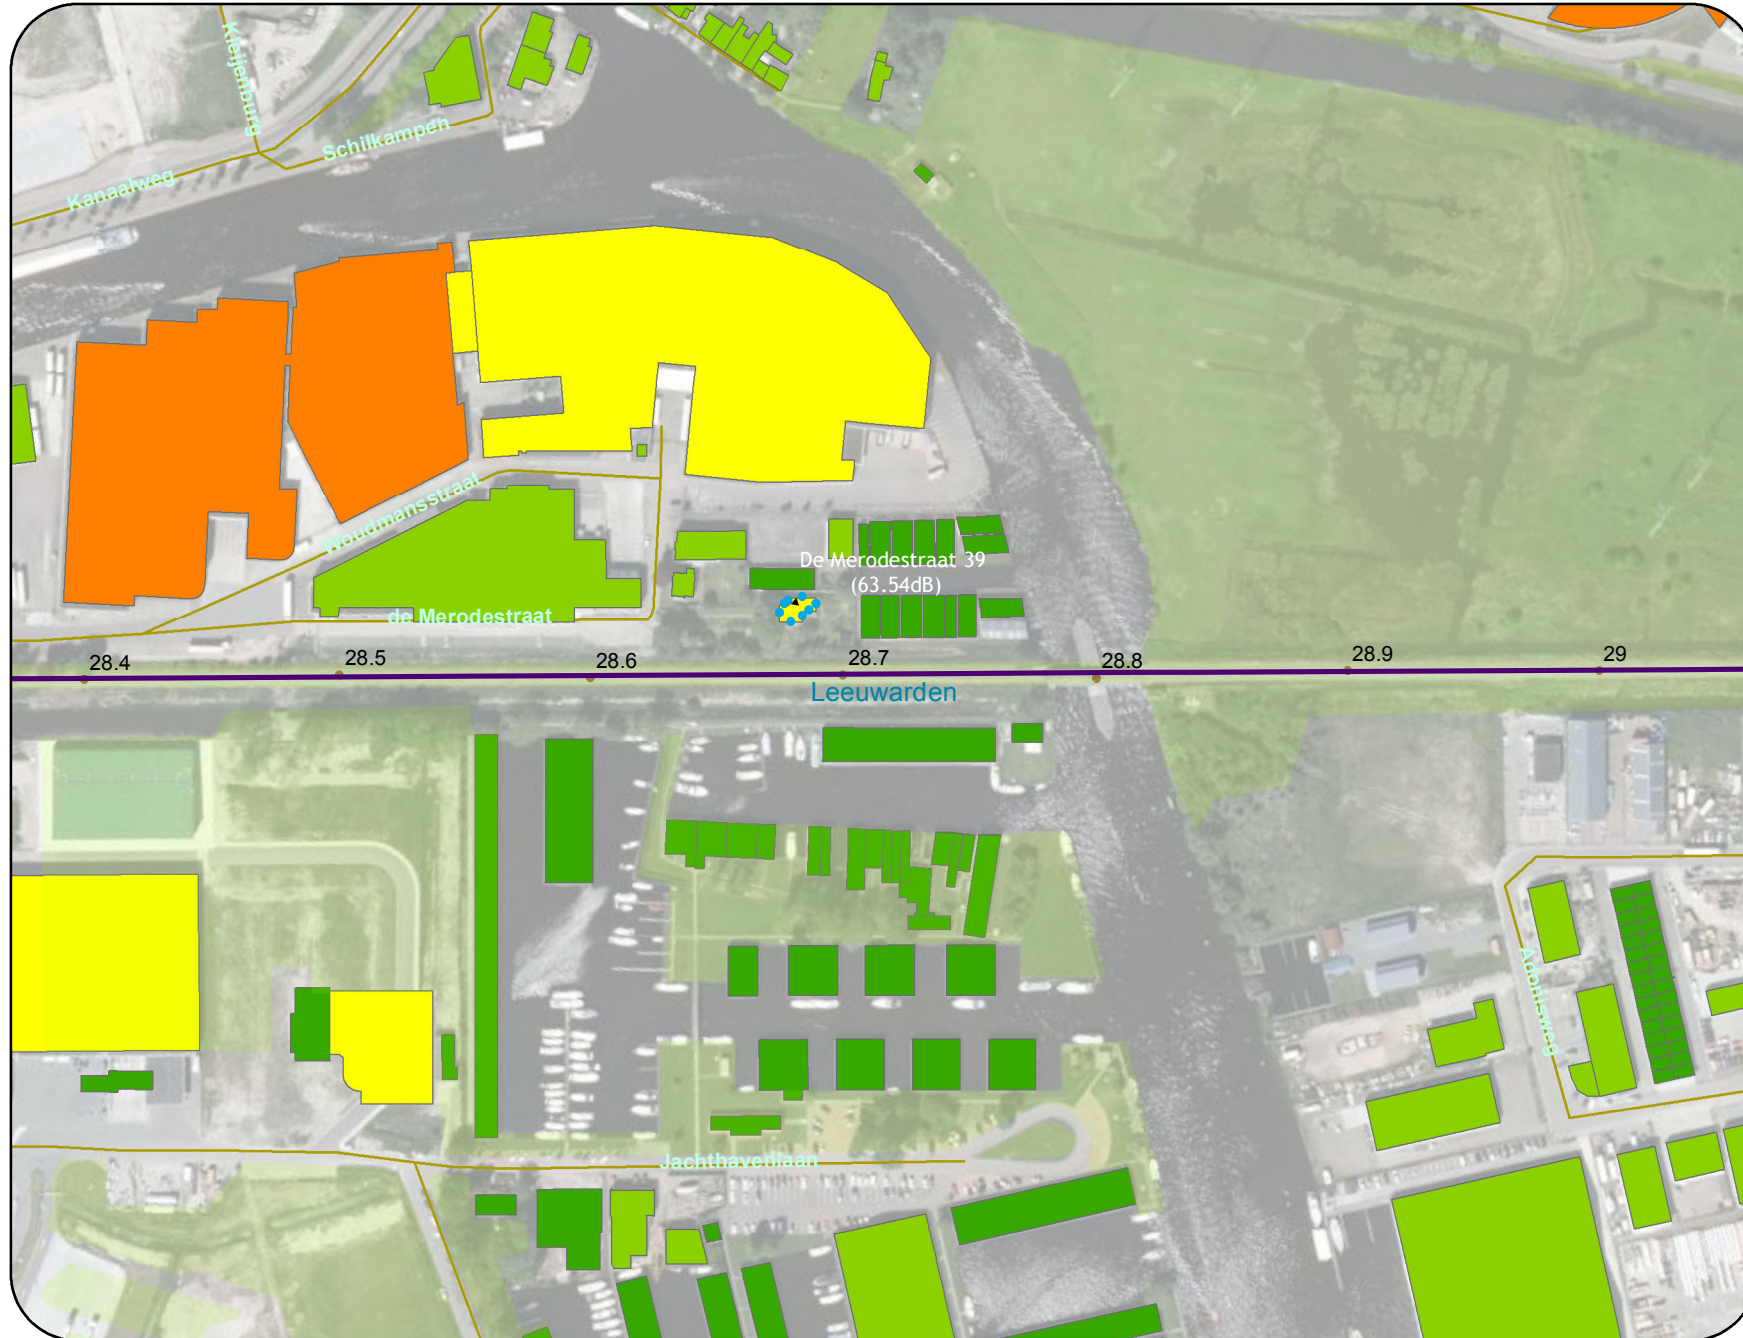 Kleijenburg
Schilkampen
Kanaalweg
Woudmansstraat
De Merodestraat 39
(63.54dB)
de Merodestraat
28.4
28.5
28.6
28.7
28.8
28.9
29
Leeuwarden
Apolloweg
Jachthavenlaan